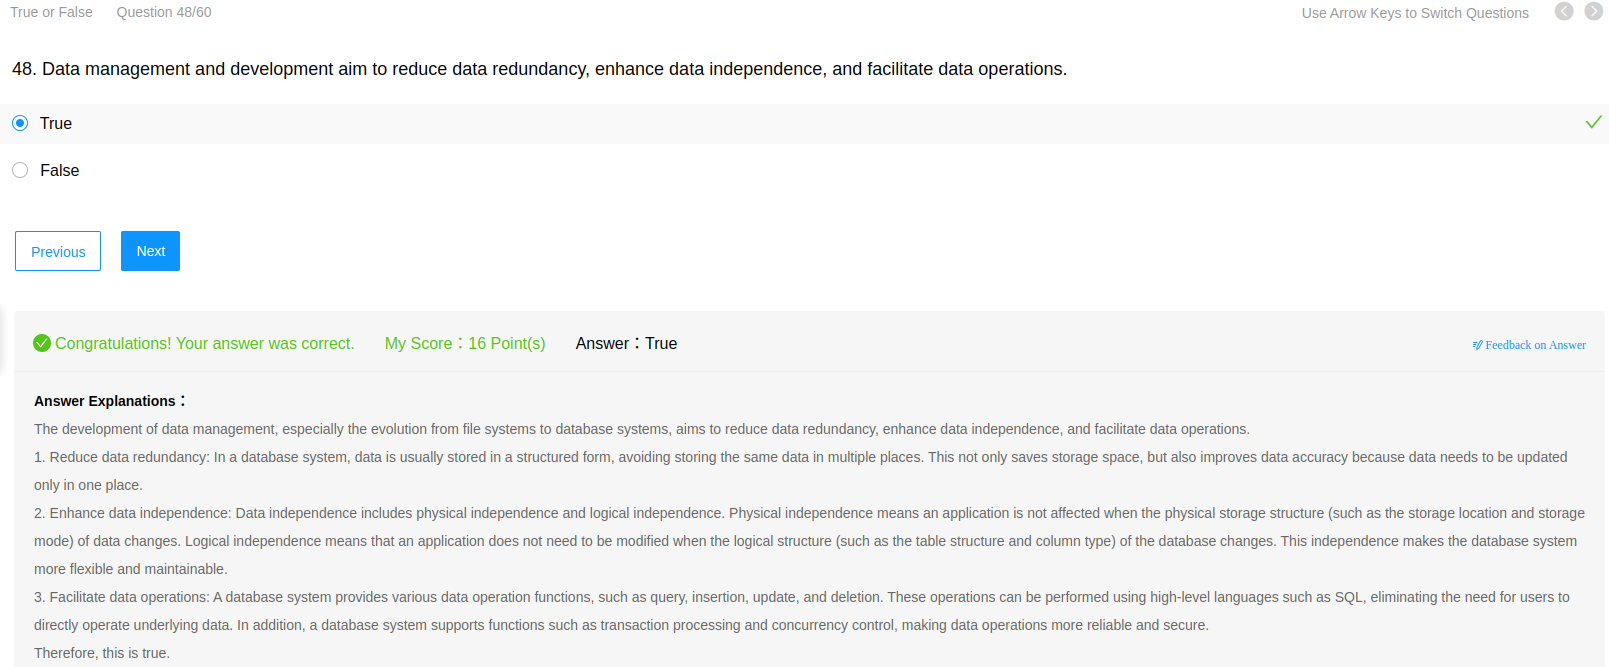 True or False Question 48/60 Use Arrow Keys to Switch Questions
48. Data management and development aim to reduce data redundancy, enhance data independence, and facilitate data operations.
True
False
Previous Next
Congratulations! Your answer was correct. My Score：16 Point(s) Answer：True Feedback on Answer
Answer Explanations：
The development of data management, especially the evolution from file systems to database systems, aims to reduce data redundancy, enhance data independence, and facilitate data operations.
1. Reduce data redundancy: In a database system, data is usually stored in a structured form, avoiding storing the same data in multiple places. This not only saves storage space, but also improves data accuracy because data needs to be updated
only in one place.
2. Enhance data independence: Data independence includes physical independence and logical independence. Physical independence means an application is not affected when the physical storage structure (such as the storage location and storage
mode) of data changes. Logical independence means that an application does not need to be modified when the logical structure (such as the table structure and column type) of the database changes. This independence makes the database system
more flexible and maintainable.
3. Facilitate data operations: A database system provides various data operation functions, such as query, insertion, update, and deletion. These operations can be performed using high-level languages such as SQL, eliminating the need for users to
directly operate underlying data. In addition, a database system supports functions such as transaction processing and concurrency control, making data operations more reliable and secure.
Therefore, this is true.